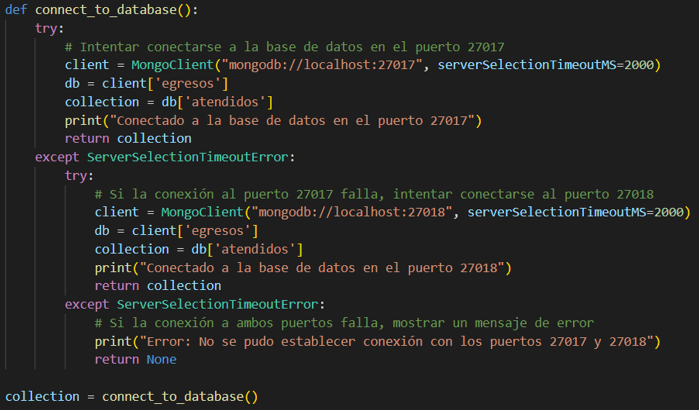 def connect_to_database():
    try:
        # Intentar conectarse a la base de datos en el puerto 27017
        client = MongoClient("mongodb://localhost:27017", serverSelectionTimeoutMS=2000)
        db = client['egresos']
        collection = db['atendidos']
        print("Conectado a la base de datos en el puerto 27017")
        return collection
    except ServerSelectionTimeoutError:
        try:
            # Si la conexión al puerto 27017 falla, intentar conectarse al puerto 27018
            client = MongoClient("mongodb://localhost:27018", serverSelectionTimeoutMS=2000)
            db = client['egresos']
            collection = db['atendidos']
            print("Conectado a la base de datos en el puerto 27018")
            return collection
        except ServerSelectionTimeoutError:
            # Si la conexión a ambos puertos falla, mostrar un mensaje de error
            print("Error: No se pudo establecer conexión con los puertos 27017 y 27018")
            return None

collection = connect_to_database()